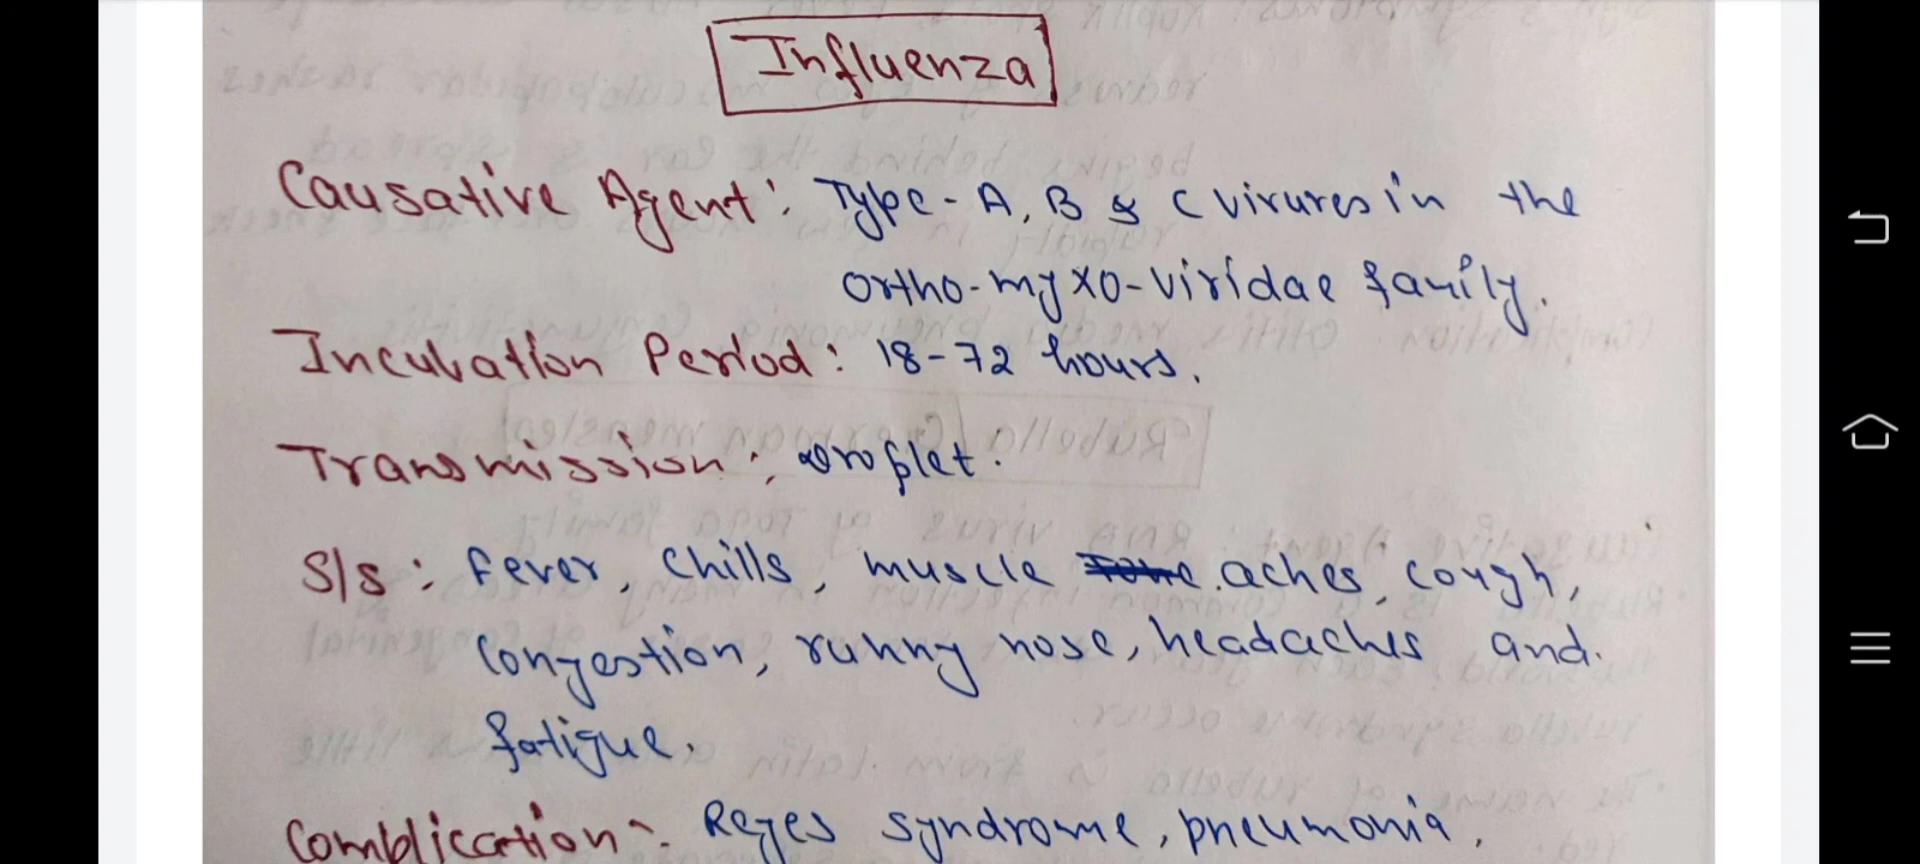 Influenza
Causative Agent: Type-A, B & C virures in the
Ortho-myxo-viridae family.
Incubation Period: 18-72 hours.
Transmission: Droplet.
S/s: Fever, Chills, muscle aches, cough,
Congestion, runny nose, headaches and.
fatigue.
Complication: Reyes syndrome, pneumonia.